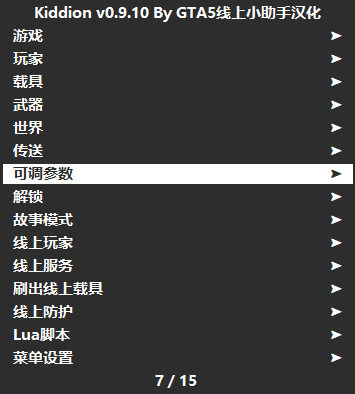 Kiddion v0.9.10 By GTA5线上小助手汉化
游戏
玩家
载具
武器
世界
传送
可调参数
解锁
故事模式
线上玩家
线上服务
刷出线上载具
线上防护
Lua脚本
菜单设置
7 / 15